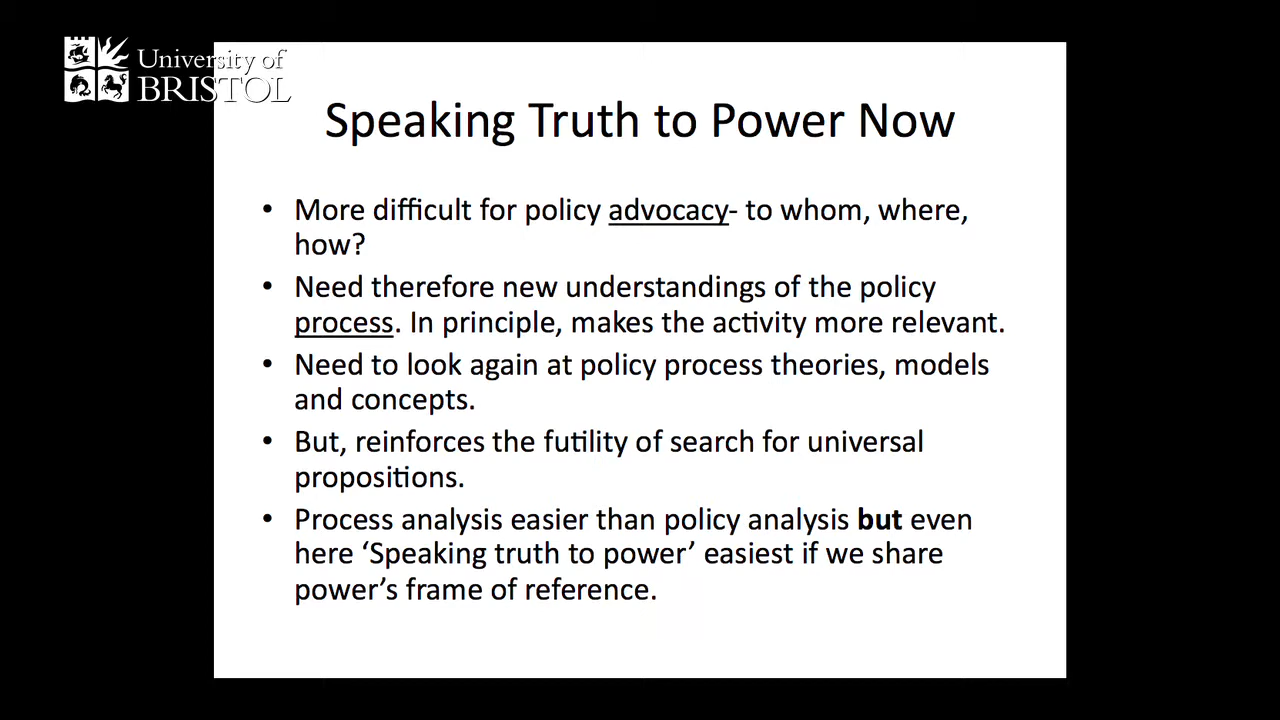 University of
BRISTOL
Speaking Truth to Power Now
• More difficult for policy advocacy- to whom, where,
how?
• Need therefore new understandings of the policy
process. In principle, makes the activity more relevant.
• Need to look again at policy process theories, models
and concepts.
• But, reinforces the futility of search for universal
propositions.
• Process analysis easier than policy analysis but even
here ‘Speaking truth to power’ easiest if we share
power’s frame of reference.